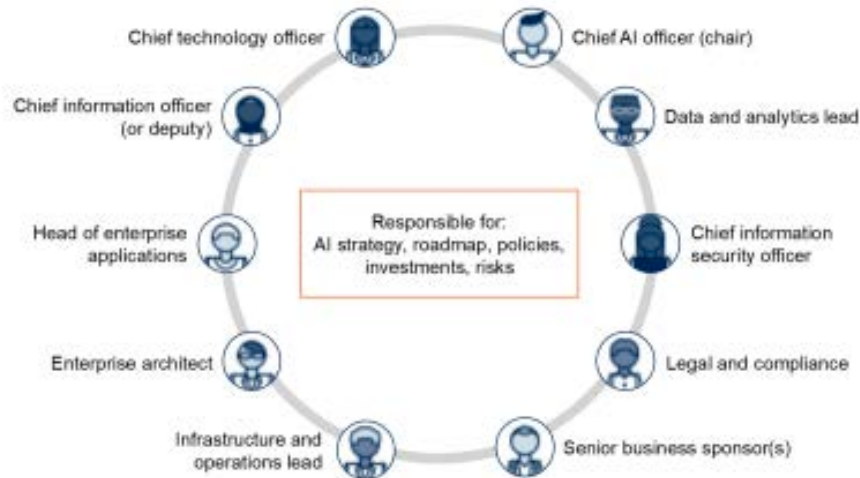 Chief technology officer
Chief AI officer (chair)
Chief information officer
(or deputy)
Data and analytics lead
Head of enterprise
applications
Responsible for:
AI strategy, roadmap, policies,
investments, risks
Chief information
security officer
Enterprise architect
Legal and compliance
Infrastructure and
operations lead
Senior business sponsor(s)